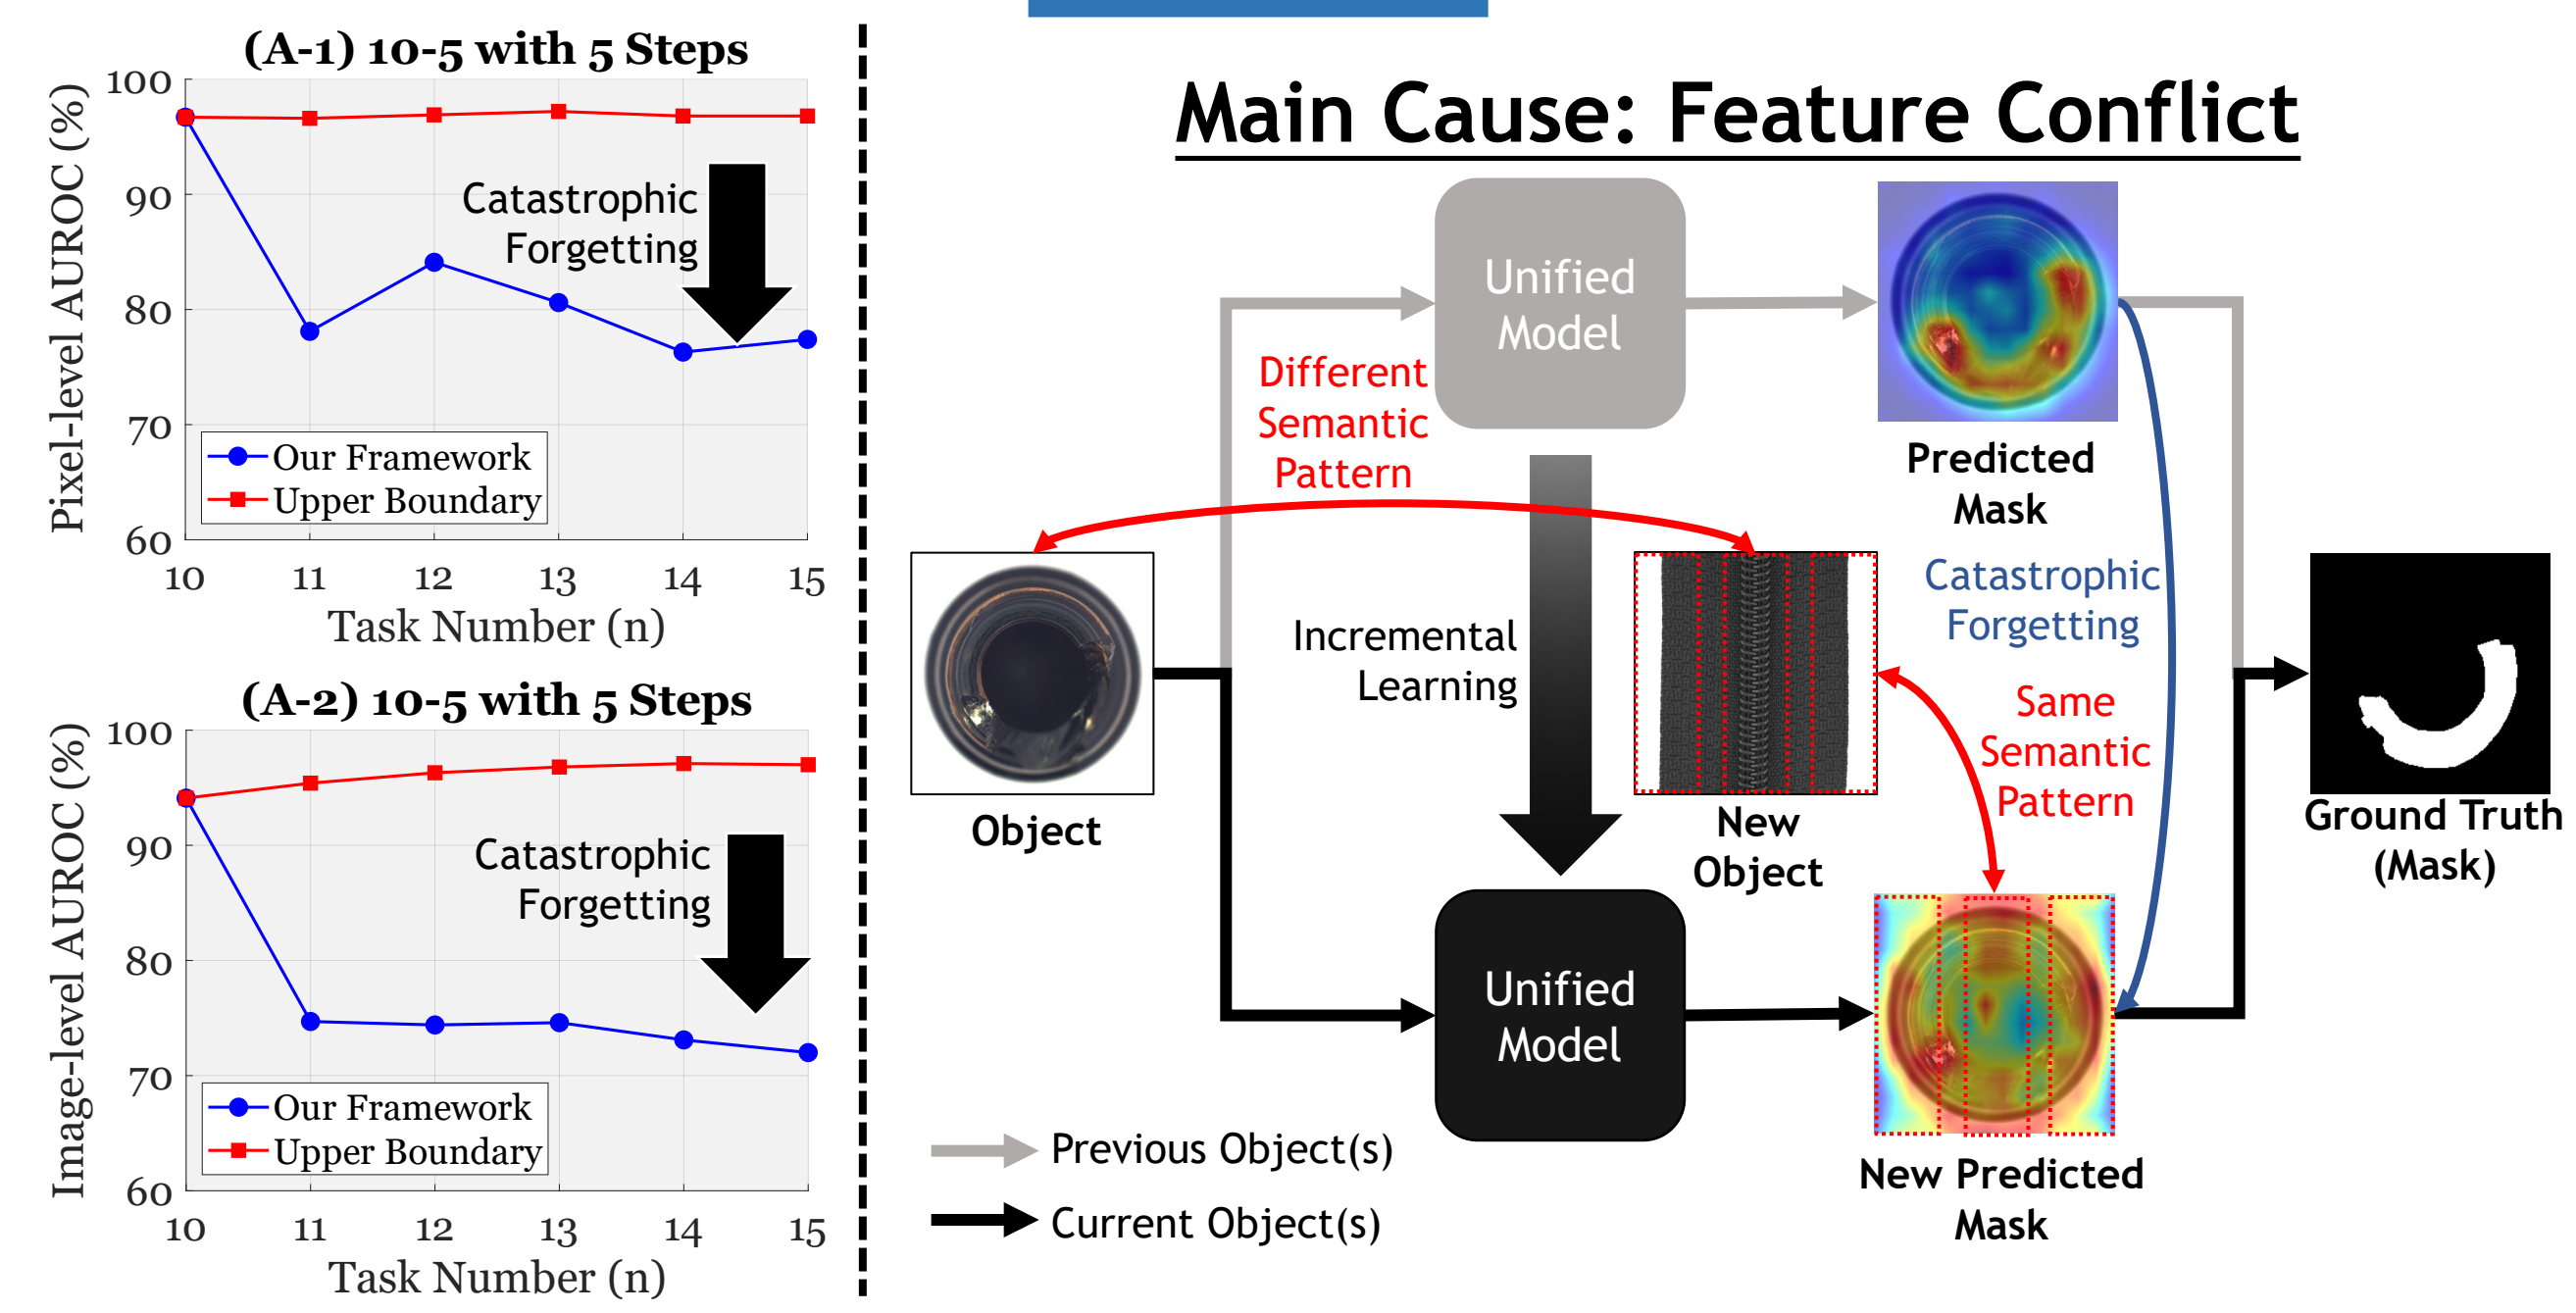 (A-1) 10-5 with 5 Steps
Pixel-level AUROC (%)
100
90
80
70
60
Catastrophic
Forgetting
Our Framework
Upper Boundary
10 11 12 13 14 15
Task Number (n)
(A-2) 10-5 with 5 Steps
Image-level AUROC (%)
100
90
80
70
60
Catastrophic
Forgetting
Our Framework
Upper Boundary
10 11 12 13 14 15
Task Number (n)
Main Cause: Feature Conflict
Unified
Model
Different
Semantic
Pattern
Predicted
Mask
Object
Incremental
Learning
New
Object
Catastrophic
Forgetting
Same
Semantic
Pattern
Ground Truth
(Mask)
Unified
Model
New Predicted
Mask
Previous Object(s)
Current Object(s)